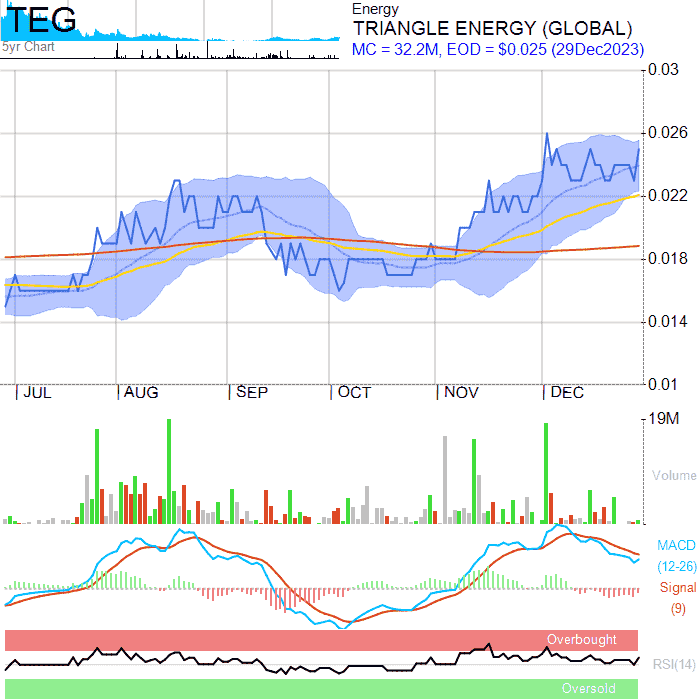 TEG
5yr Chart
Energy
TRIANGLE ENERGY (GLOBAL)
MC = 32.2M, EOD = $0.025 (29Dec2023)
0.03
0.026
0.022
0.018
0.014
0.01
JUL AUG SEP OCT NOV DEC
19M
Volume
MACD
(12-26)
Signal
(9)
Overbought
RSI(14)
Oversold